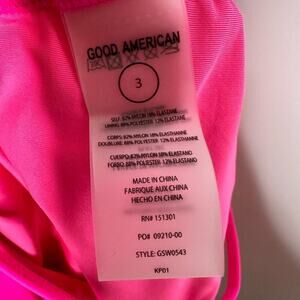 GOOD AMERICAN
3
SELF: 82% NYLON 18% ELASTANE
LINING: 88% POLYESTER 12% ELASTANE
CORPS: 82% NYLON 18% ELASTHANNE
DOUBLURE: 88% POLYESTER 12% ELASTHANNE
CUERPO: 82% NYLON 18% ELASTANO
FORRO: 88% POLIESTER 12% ELASTANO
MADE IN CHINA
FABRIQUE AUX CHINA
HECHO EN CHINA
RN# 151301
PO# 09210-00
STYLE: GSW0543
KP01